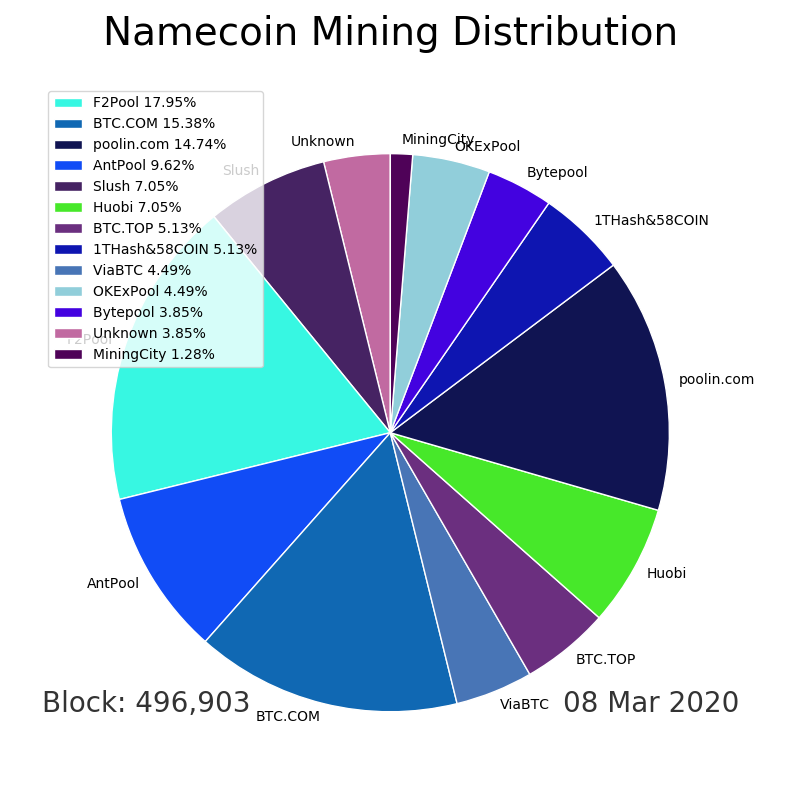 Namecoin Mining Distribution
F2Pool 17.95%
BTC.COM 15.38%
poolin.com 14.74%
AntPool 9.62%
Slush 7.05%
Huobi 7.05%
BTC.TOP 5.13%
1THash&58COIN 5.13%
ViaBTC 4.49%
OKExPool 4.49%
Bytepool 3.85%
Unknown 3.85%
MiningCity 1.28%
Unknown
MiningCity
OKExPool
Slush
Bytepool
1THash&58COIN
F2Pool
poolin.com
Huobi
AntPool
BTC.TOP
ViaBTC
BTC.COM
Block: 496,903
08 Mar 2020